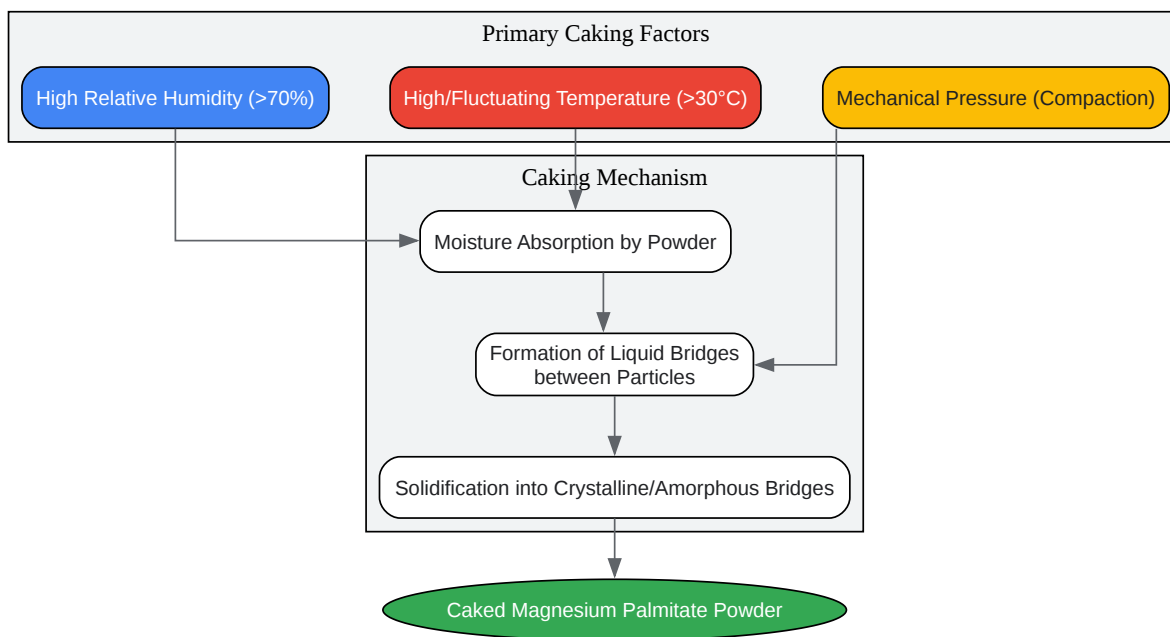 Primary Caking Factors
High Relative Humidity (>70%)
High/Fluctuating Temperature (>30°C)
Mechanical Pressure (Compaction)
Caking Mechanism
Moisture Absorption by Powder
Formation of Liquid Bridges
between Particles
Solidification into Crystalline/Amorphous Bridges
Caked Magnesium Palmitate Powder